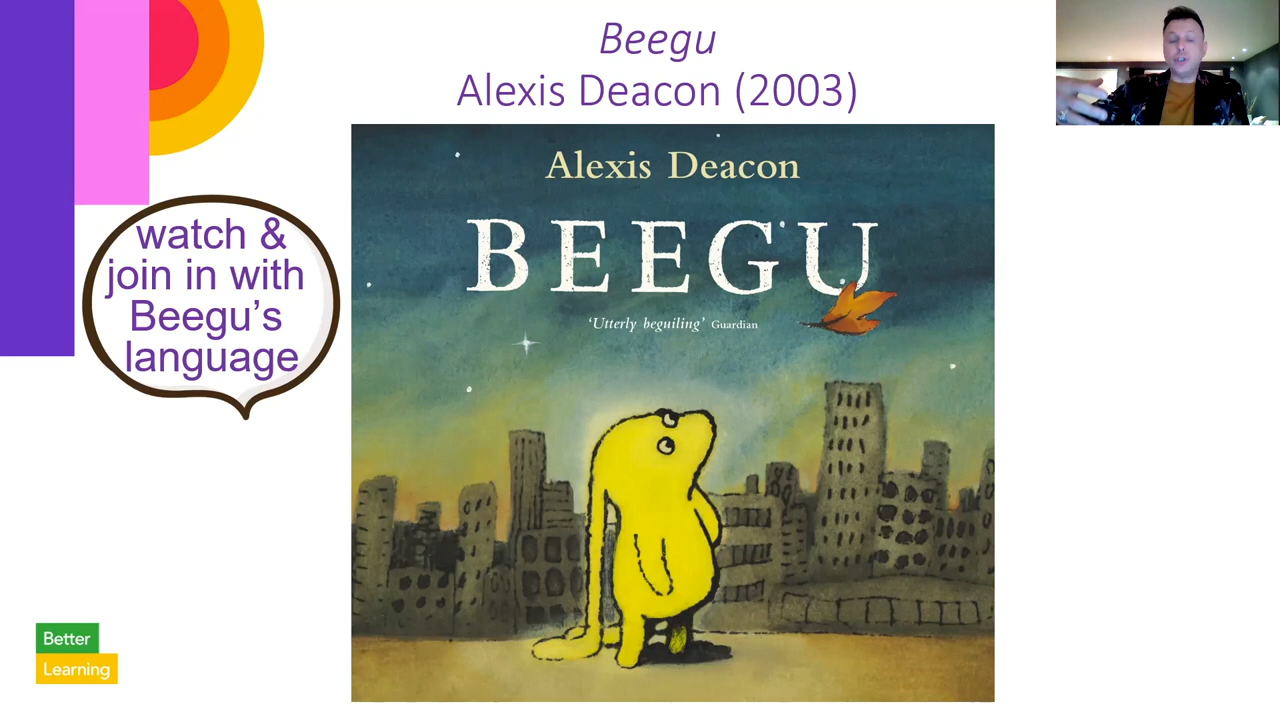 Beegu
Alexis Deacon (2003)
watch &
join in with
Beegu’s
language
Alexis Deacon
BEEGU
‘Utterly beguiling’ Guardian
Better
Learning